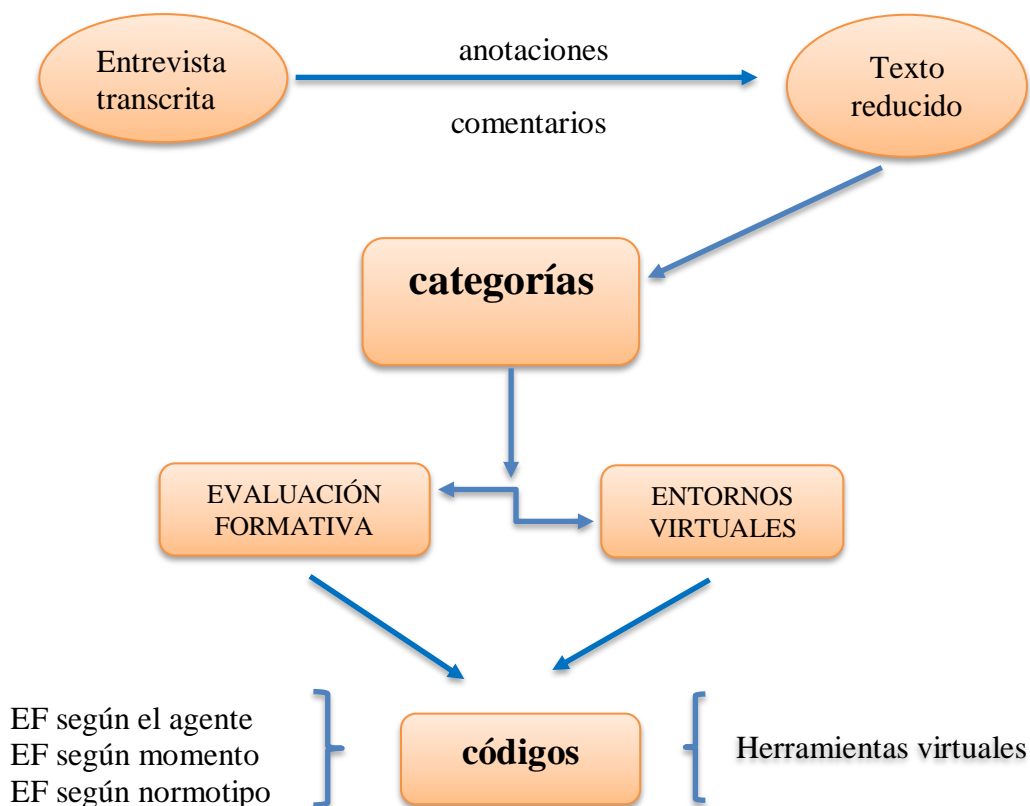 Entrevista
transcrita
anotaciones
comentarios
Texto
reducido
categorías
EVALUACIÓN
FORMATIVA
ENTORNOS
VIRTUALES
EF según el agente
EF según momento
EF según normotipo
códigos
Herramientas virtuales